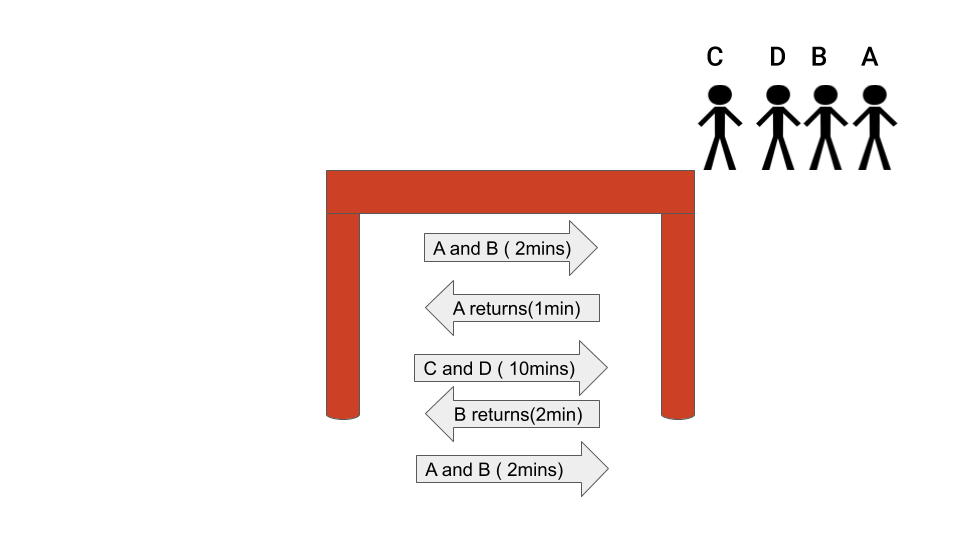 C D B A
A and B ( 2mins)
A returns(1min)
C and D ( 10mins)
B returns(2min)
A and B ( 2mins)